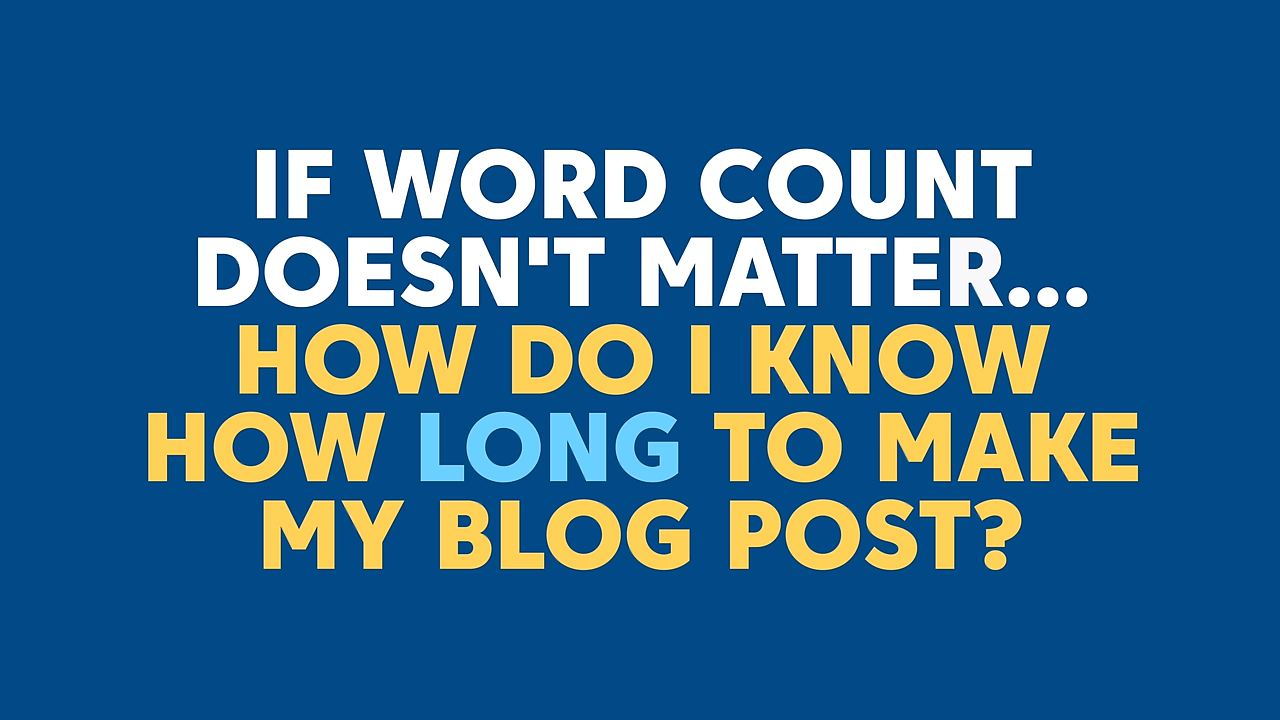 IF WORD COUNT
DOESN'T MATTER...
HOW DO I KNOW
HOW LONG TO MAKE
MY BLOG POST?